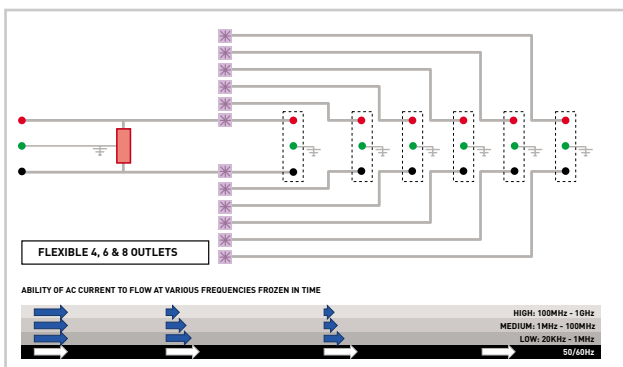 FLEXIBLE 4, 6 & 8 OUTLETS
ABILITY OF AC CURRENT TO FLOW AT VARIOUS FREQUENCIES FROZEN IN TIME
HIGH: 100MHz - 1GHz
MEDIUM: 1MHz - 100MHz
LOW: 20KHz - 1MHz
50/60Hz